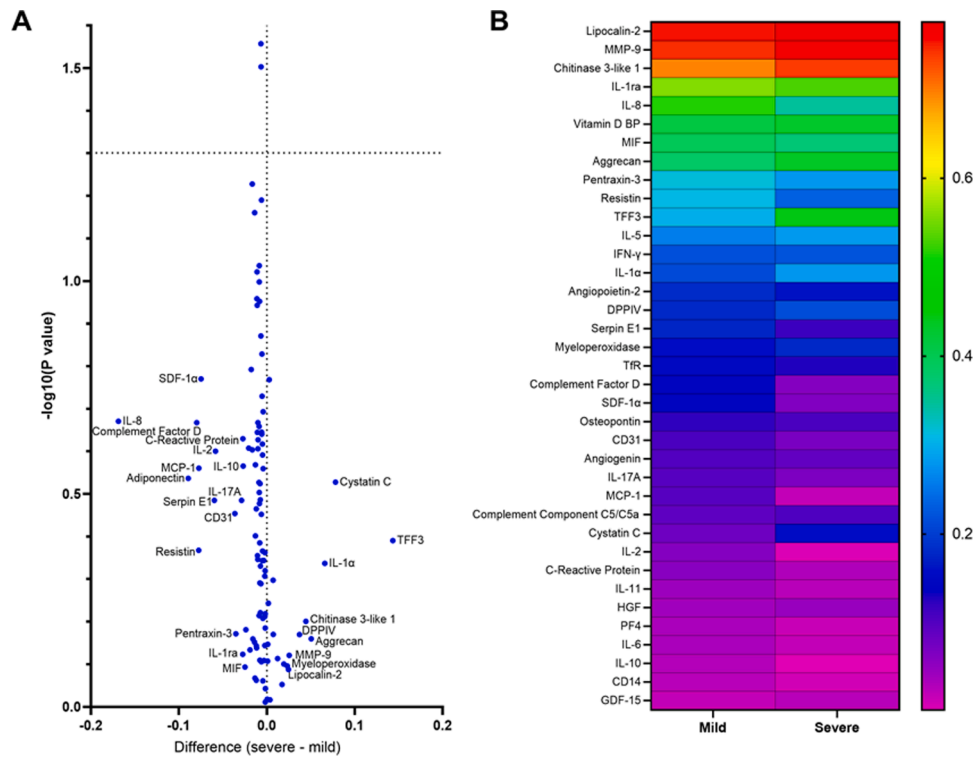 A
-log10(P value)
1.5
1.0
0.5
0.0
-0.2
-0.1
0.0
0.1
0.2
Difference (severe - mild)
SDF-1α
IL-8
Complement Factor D
C-Reactive Protein
IL-2
MCP-1
IL-10
Adiponectin
Cystatin C
IL-17A
Serpin E1
CD31
TFF3
Resistin
IL-1α
Chitinase 3-like 1
Pentraxin-3
DPPIV
Aggrecan
IL-1ra
MMP-9
MIF
Myeloperoxidase
Lipocalin-2
B
Lipocalin-2
MMP-9
Chitinase 3-like 1
IL-1ra
IL-8
Vitamin D BP
MIF
Aggrecan
Pentraxin-3
Resistin
TFF3
IL-5
IFN-γ
IL-1α
Angiopoietin-2
DPPIV
Serpin E1
Myeloperoxidase
TfR
Complement Factor D
SDF-1α
Osteopontin
CD31
Angiogenin
IL-17A
MCP-1
Complement Component C5/C5a
Cystatin C
IL-2
C-Reactive Protein
IL-11
HGF
PF4
IL-6
IL-10
CD14
GDF-15
Mild
Severe
0.6
0.4
0.2